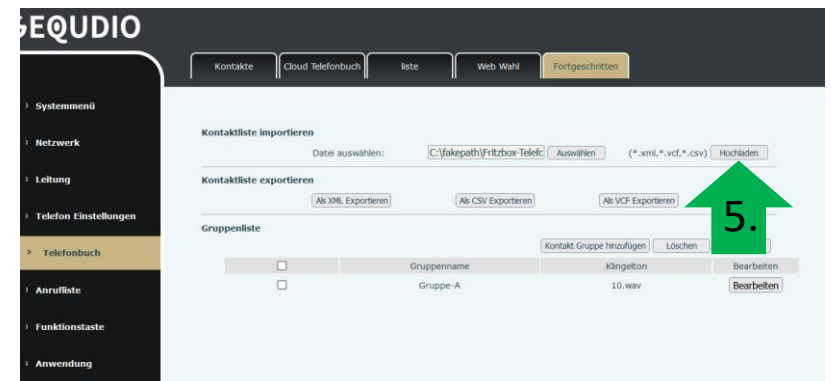 GEQUDIO
Kontakte
Cloud Telefonbuch
liste
Web Wahl
Fortgeschritten
Systemmenü
Netzwerk
Leitung
Telefon Einstellungen
Telefonbuch
Anrufliste
Funktionstaste
Anwendung
Kontaktliste importieren
Datei auswählen: C:\fakepath\Fritzbox-Telefc Auswählen (*.xml,*.vcf,*.csv) Hochladen
Kontaktliste exportieren
Als XML Exportieren Als CSV Exportieren Als VCF Exportieren
5.
Gruppenliste
Kontakt Gruppe hinzufügen Löschen
Gruppenname Klingelton Bearbeiten
Gruppe-A 10.wav Bearbeiten